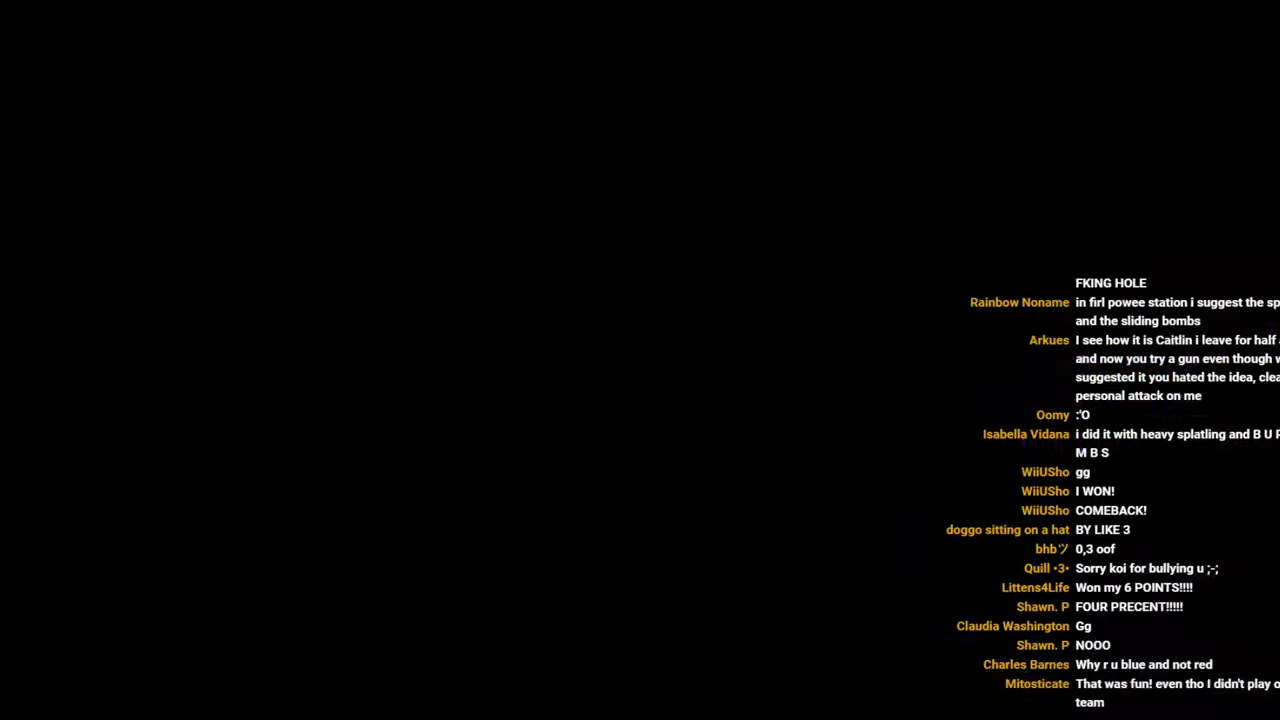 FKING HOLE
Rainbow Noname in firl powee station i suggest the
and the sliding bombs
Arkues I see how it is Caitlin i leave for half
and now you try a gun even though
suggested it you hated the idea,
personal attack on me
Oomy :'O
Isabella Vidana i did it with heavy splatling and B U
M B S
WiiUSho gg
WiiUSho I WON!
WiiUSho COMEBACK!
doggo sitting on a hat BY LIKE 3
bhbツ 0,3 oof
Quill •3• Sorry koi for bullying u ;-;
Littens4Life Won my 6 POINTS!!!!
Shawn. P FOUR PRECENT!!!!!
Claudia Washington Gg
Shawn. P NOOO
Charles Barnes Why r u blue and not red
Mitosticate That was fun! even tho I didn't play
team